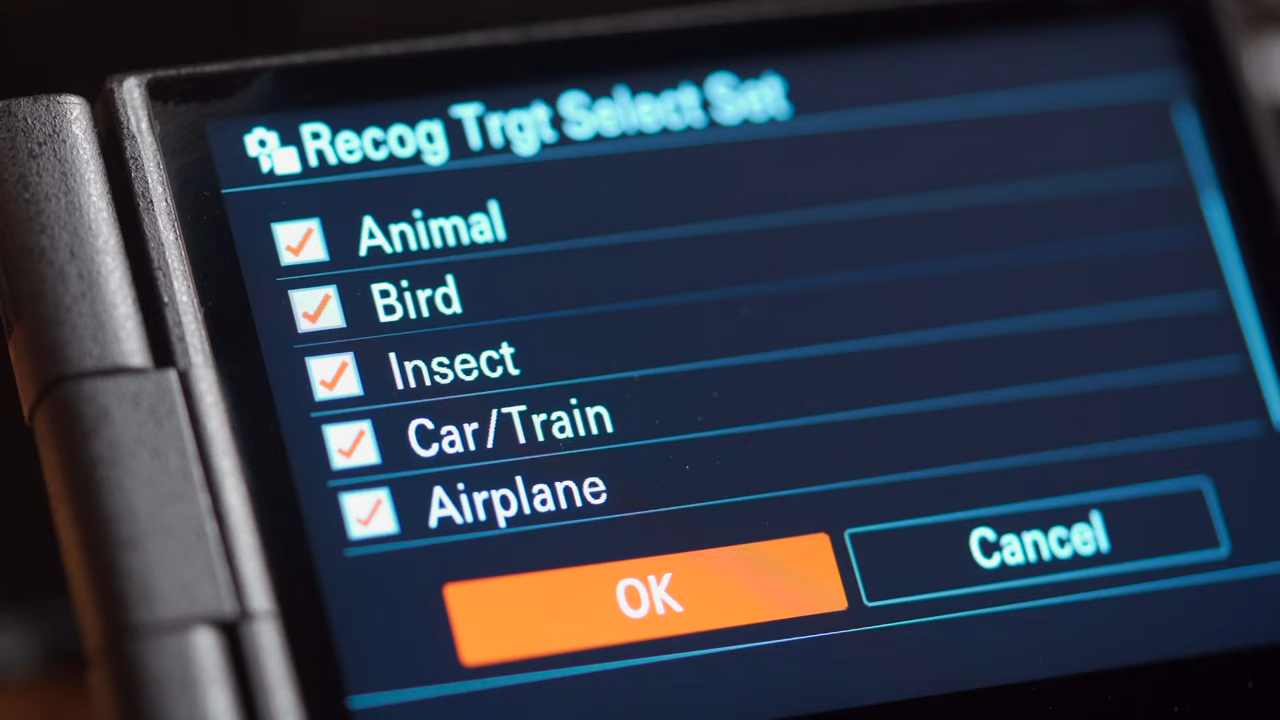 Recog Trgt Select Set
Animal
Bird
Insect
Car/Train
Airplane
OK
Cancel